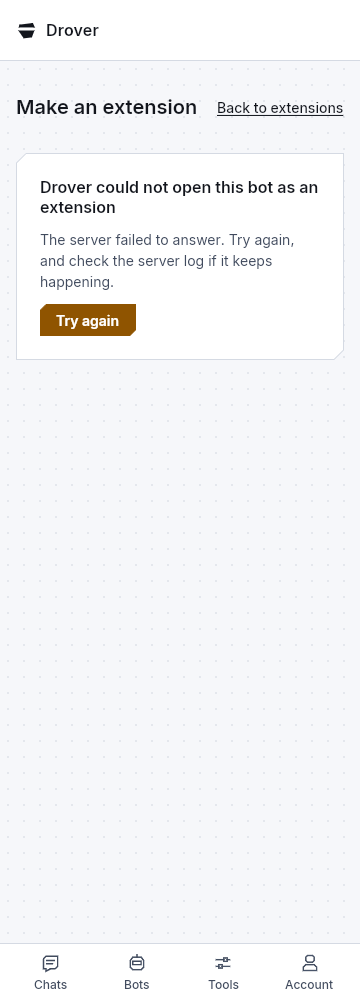 Drover
Make an extension
Back to extensions
Drover could not open this bot as an
extension
The server failed to answer. Try again,
and check the server log if it keeps
happening.
Try again
Chats
Bots
Tools
Account